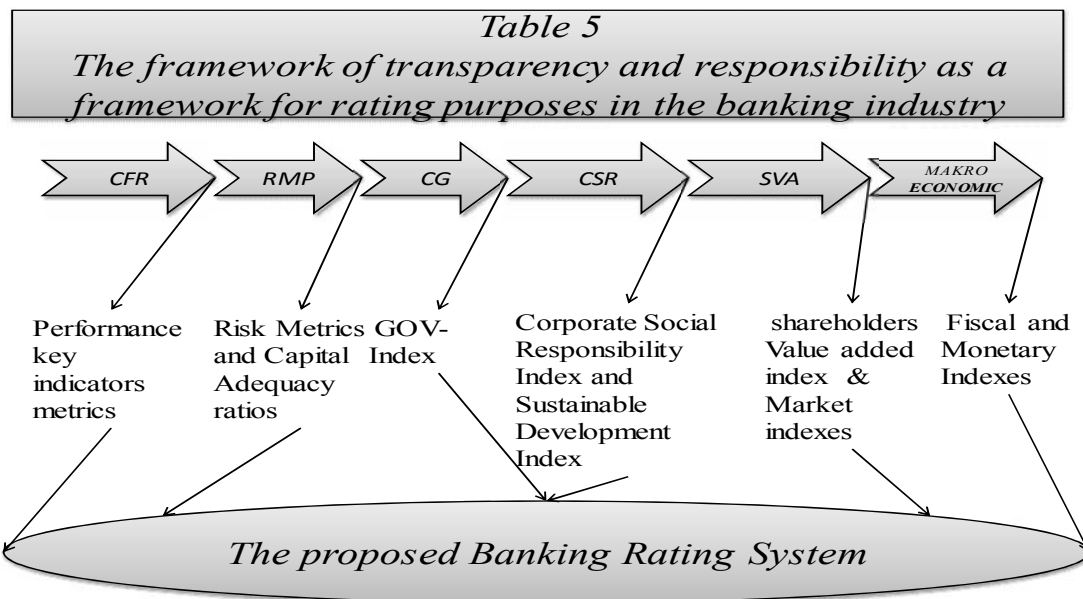 Table 5
The framework of transparency and responsibility as a
framework for rating purposes in the banking industry
CFR
RMP
CG
CSR
SVA
MAKRO
ECONOMIC
Performance
key
indicators
metrics
Risk Metrics
and Capital
Adequacy
ratios
GOV-
Index
Corporate Social
Responsibility
Index and
Sustainable
Development
Index
shareholders
Value added
index &
Market
indexes
Fiscal and
Monetary
Indexes
The proposed Banking Rating System